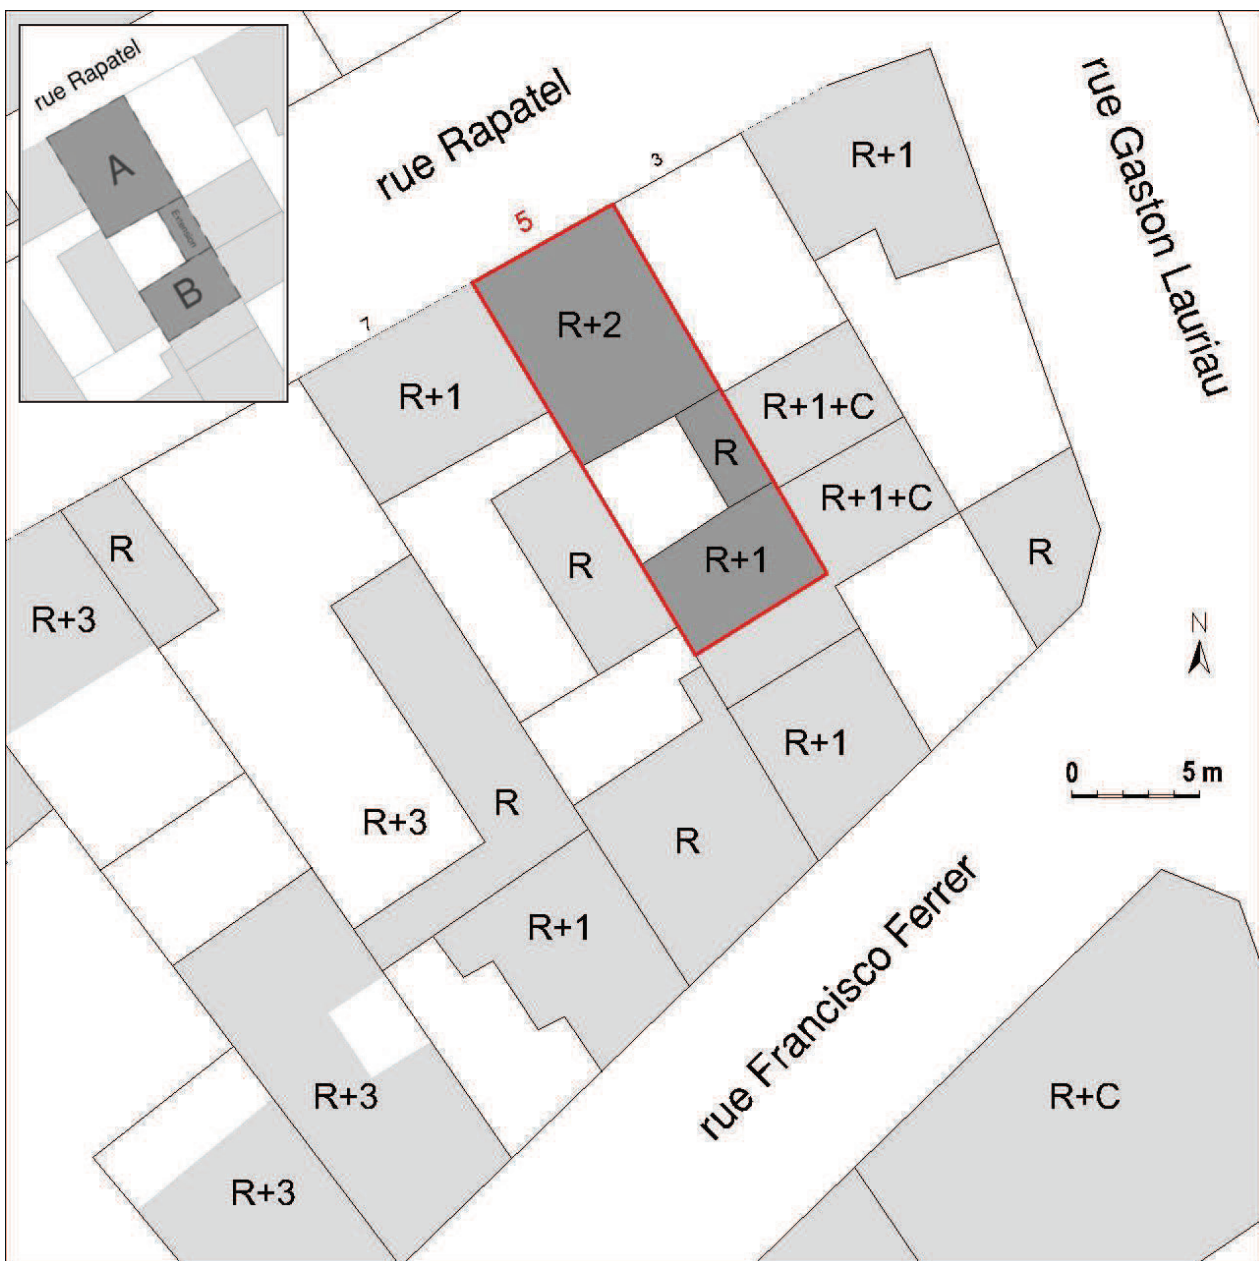 rue Rapatel
A
Extension
B
rue Rapatel
rue Gaston Lauriau
3
R+1
5
R+2
7
R+1
R+1+C
R
R+1+C
R
R+1
R
R
R+3
N
R+1
0 5 m
R+3
R
R
R+1
rue Francisco Ferrer
R+3
R+C
R+3